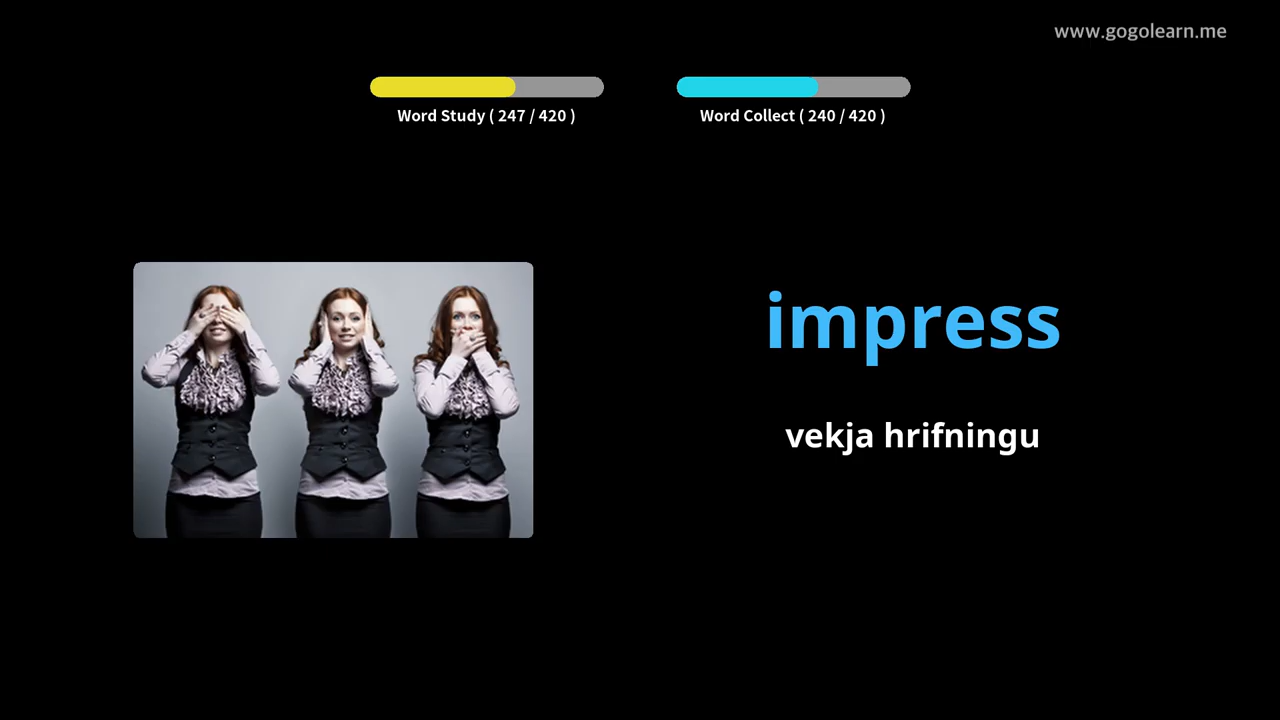 www.gogolearn.me
Word Study ( 247 / 420 )
Word Collect ( 240 / 420 )
impress
vekja hrifningu